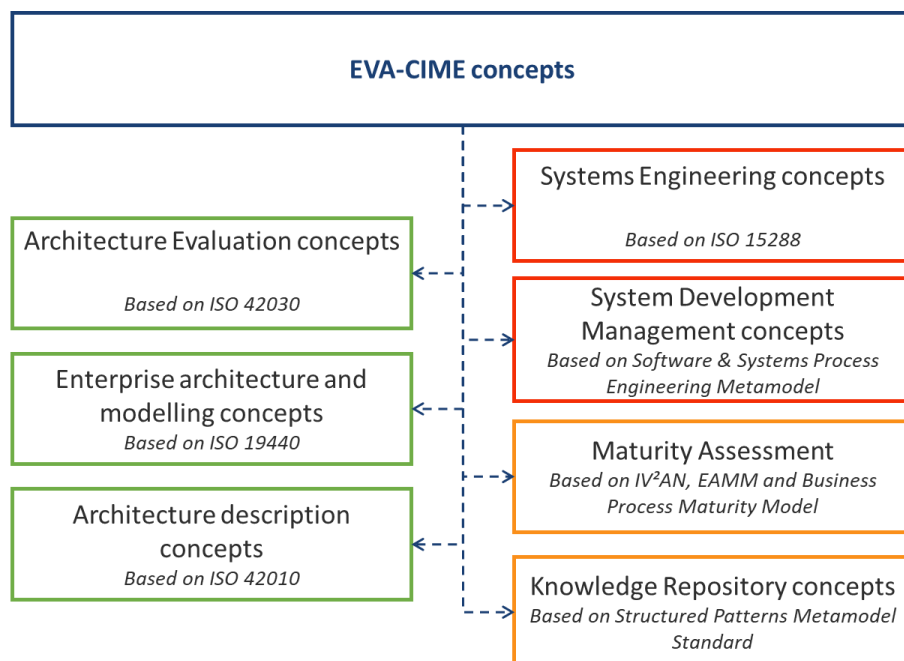 EVA-CIME concepts
Architecture Evaluation concepts
Based on ISO 42030
Enterprise architecture and
modelling concepts
Based on ISO 19440
Architecture description
concepts
Based on ISO 42010
Systems Engineering concepts
Based on ISO 15288
System Development
Management concepts
Based on Software & Systems Process
Engineering Metamodel
Maturity Assessment
Based on IV²AN, EAMM and Business
Process Maturity Model
Knowledge Repository concepts
Based on Structured Patterns Metamodel
Standard